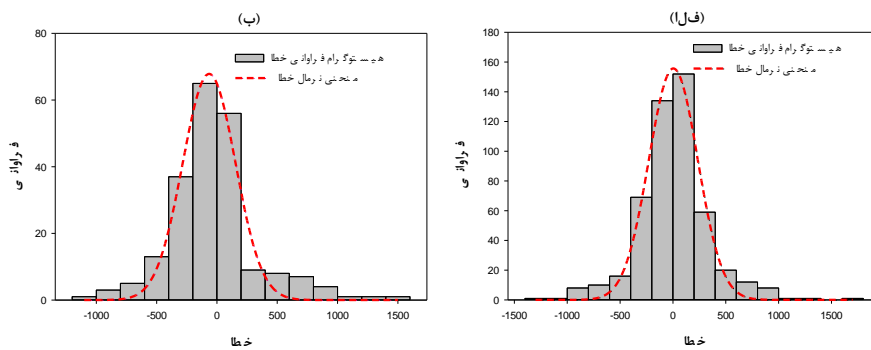 (ب)
80
60
40
20
0
هیستوگرام فراوانی خطا
منحنی نرمال خطا
فراوانی
-1000 -500 0 500 1000 1500
خطا
(الف)
180
160
140
120
100
80
60
40
20
0
هیستوگرام فراوانی خطا
منحنی نرمال خطا
فراوانی
-1500 -1000 -500 0 500 1000 1500
خطا